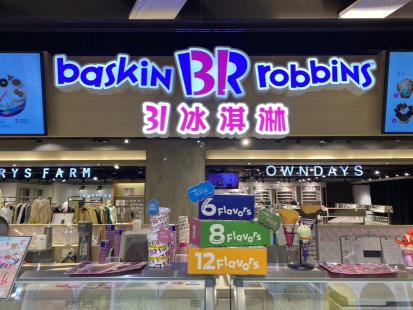 baskin BR robbins
31冰淇淋
RYS FARM
OWNDAYS
6 Flavors
8 Flavors
12 Flavors